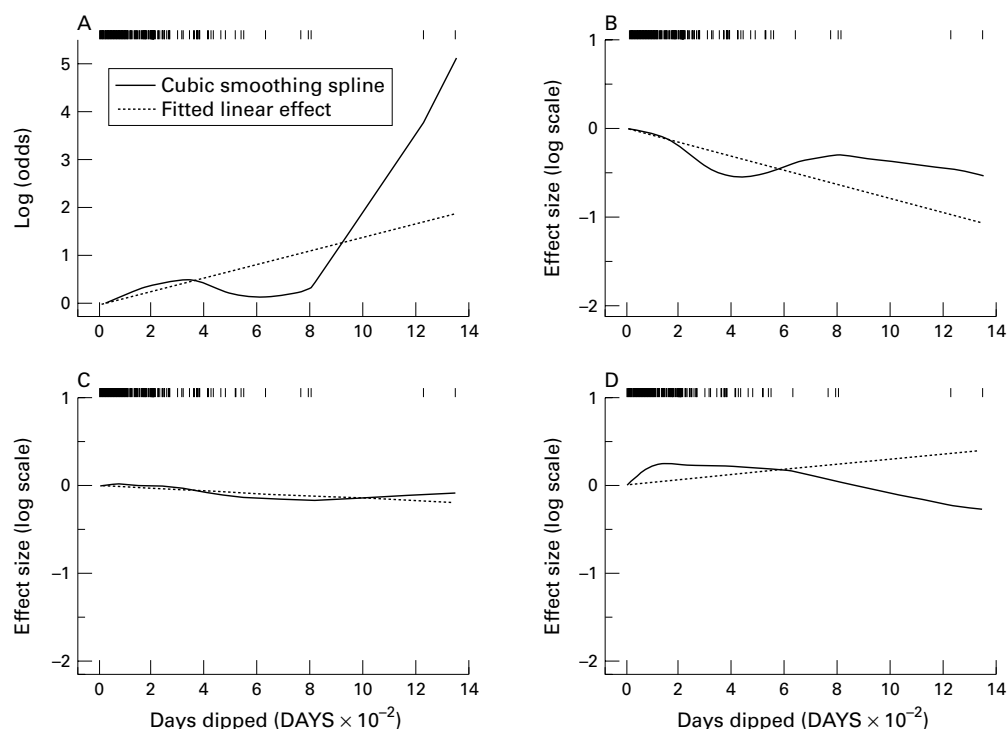 A
Log (odds)
5
4
3
2
1
0
Cubic smoothing spline
Fitted linear effect
0 2 4 6 8 10 12 14
B
Effect size (log scale)
1
0
–1
–2
0 2 4 6 8 10 12 14
C
Effect size (log scale)
1
0
–1
–2
0 2 4 6 8 10 12 14
Days dipped (DAYS × 10⁻²)
D
Effect size (log scale)
1
0
–1
–2
0 2 4 6 8 10 12 14
Days dipped (DAYS × 10⁻²)